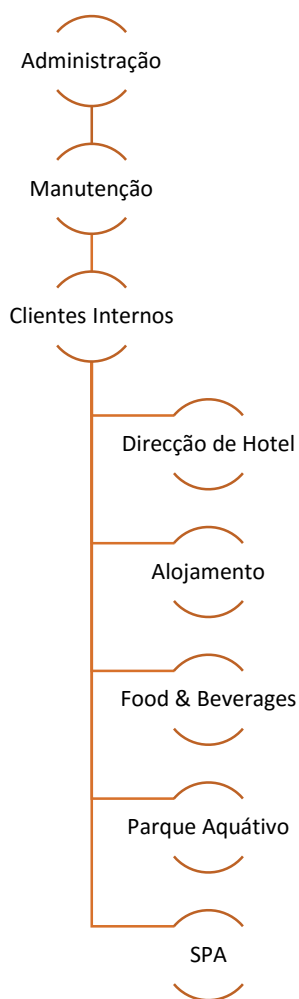 Administração
Manutenção
Clientes Internos
Direcção de Hotel
Alojamento
Food & Beverages
Parque Aquátivo
SPA